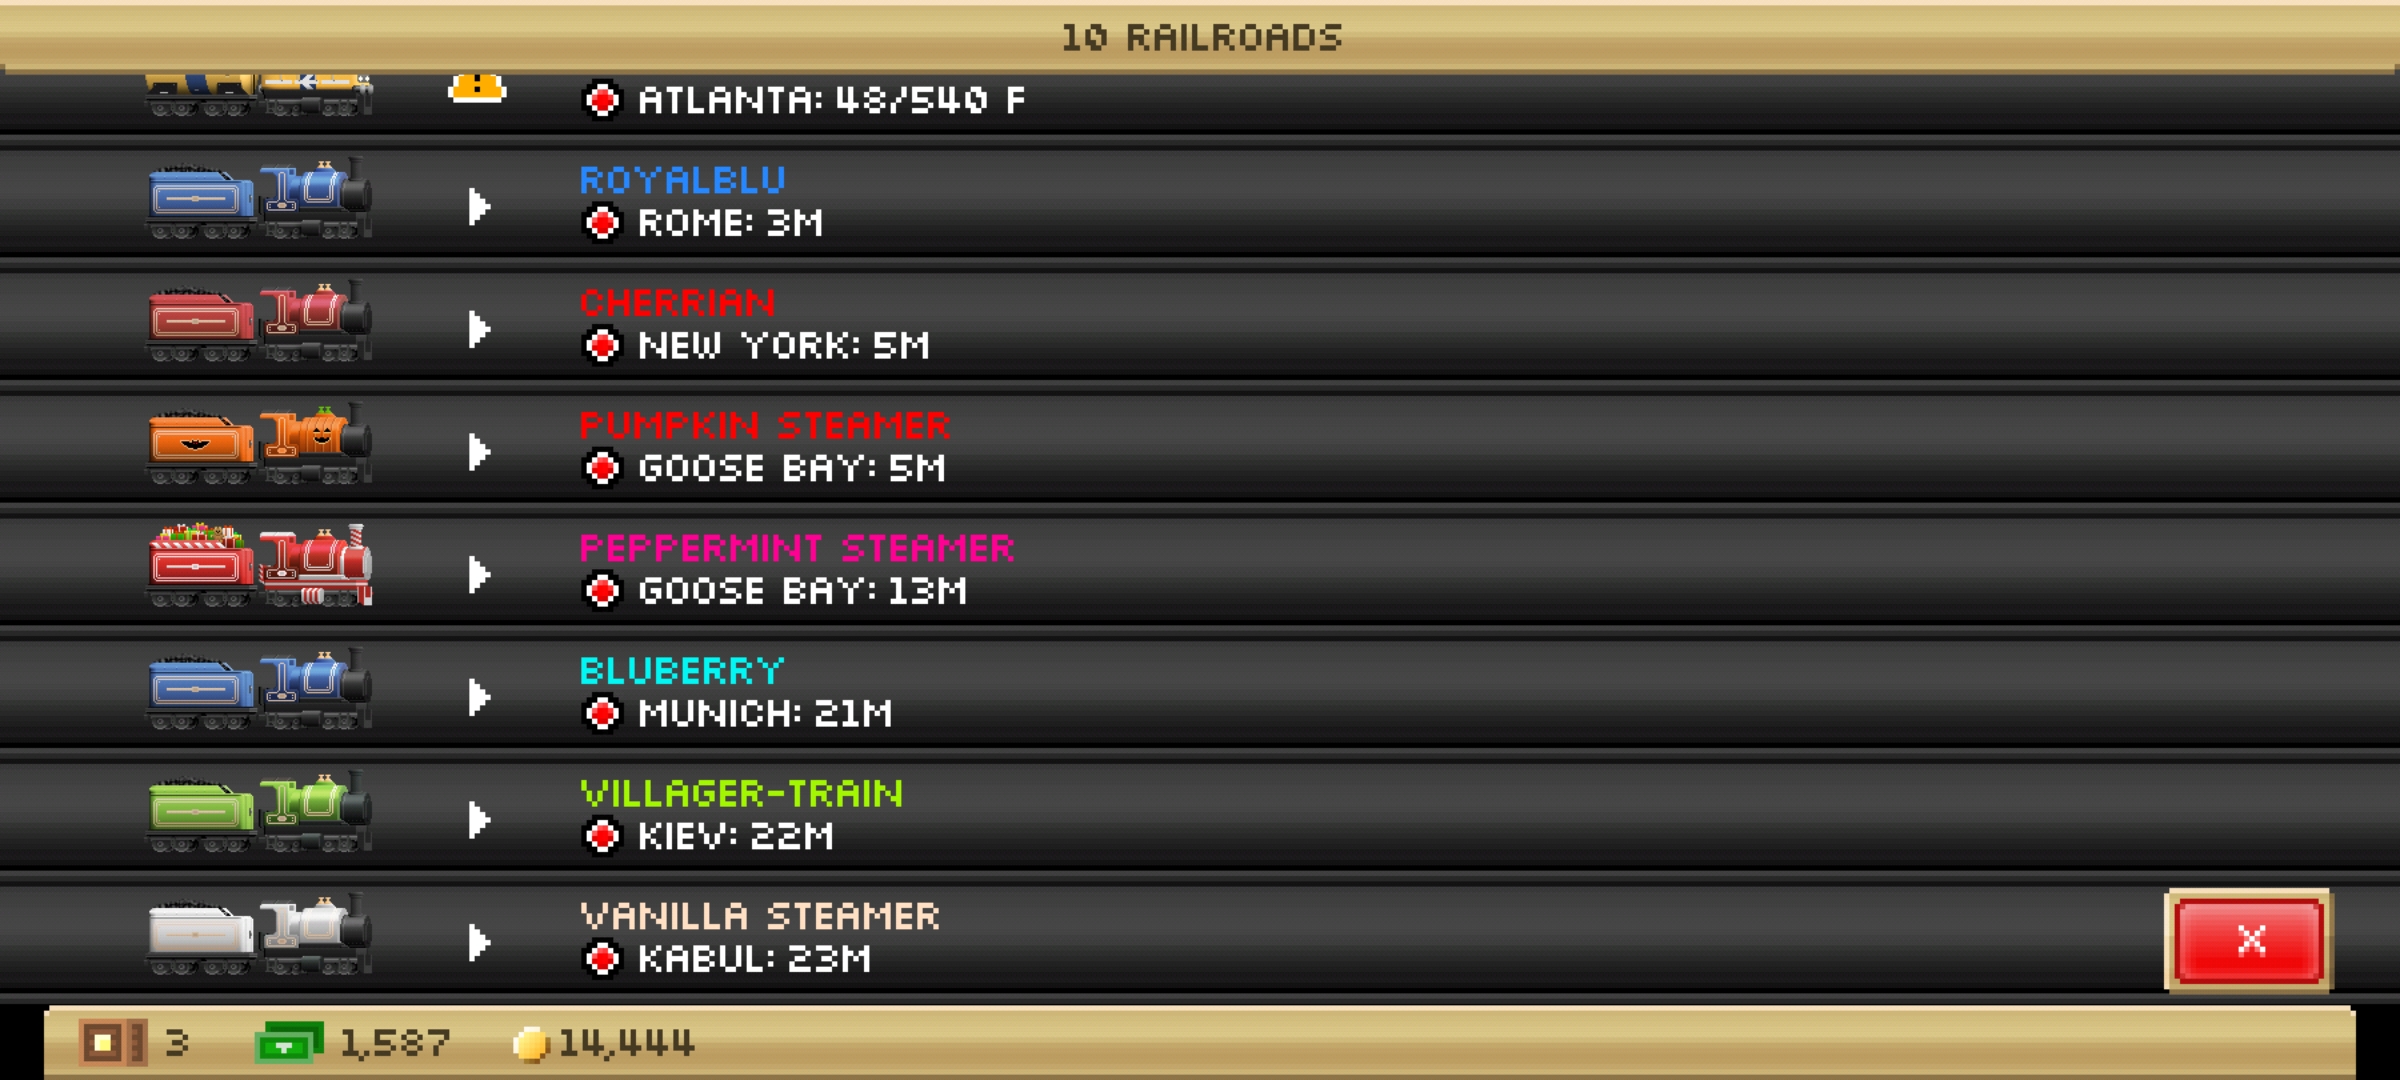 10 RAILROADS
ATLANTA: 48/540 F
ROYALBLU
ROME: 3M
CHERRIAN
NEW YORK: 5M
PUMPKIN STEAMER
GOOSE BAY: 5M
PEPPERMINT STEAMER
GOOSE BAY: 13M
BLUBERRY
MUNICH: 21M
VILLAGER-TRAIN
KIEV: 22M
VANILLA STEAMER
KABUL: 23M
X
3 1,587 14,444